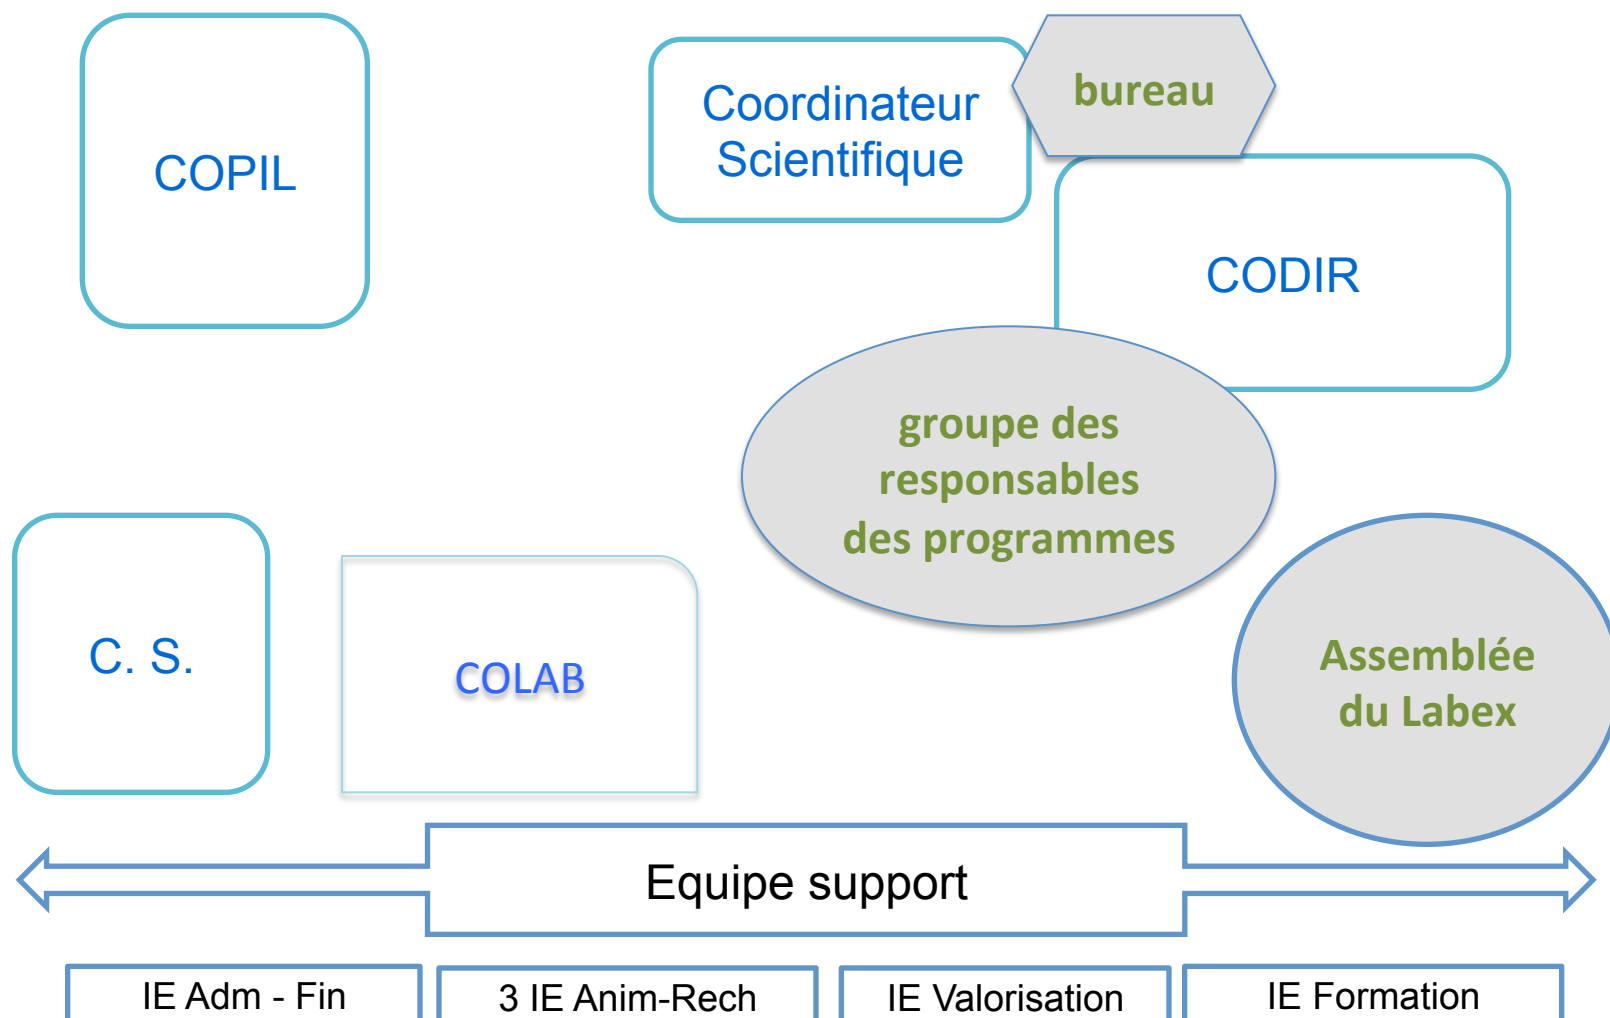 bureau
Coordinateur
Scientifique
COPIL
CODIR
groupe des
responsables
des programmes
C. S.
COLAB
Assemblée
du Labex
Equipe support
IE Adm - Fin
3 IE Anim-Rech
IE Valorisation
IE Formation